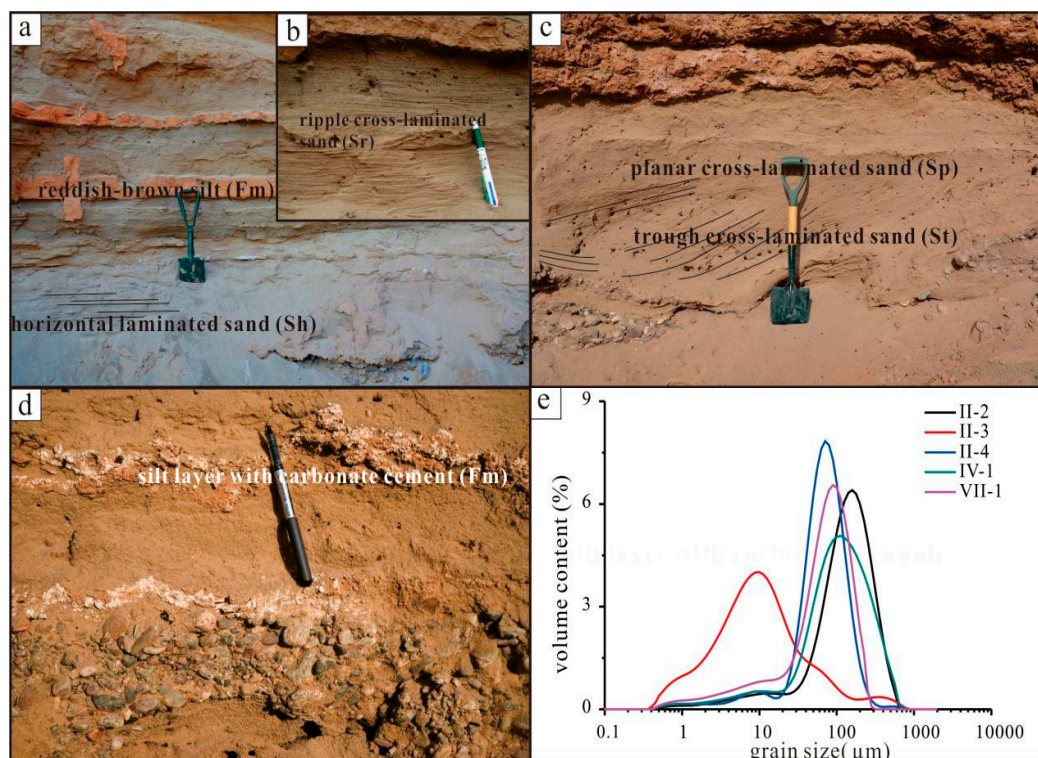 a
reddish-brown silt (Fm)
horizontal laminated sand (Sh)
b
ripple cross-laminated
sand (Sr)
c
planar cross-laminated sand (Sp)
trough cross-laminated sand (St)
d
silt layer with carbonate cement (Fm)
e
9
6
3
0
volume content (%)
II-2
II-3
II-4
IV-1
VII-1
0.1 1 10 100 1000 10000
grain size( μm)